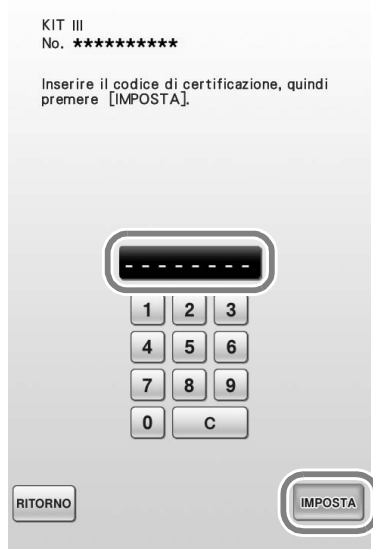 KIT III
No. **********
Inserire il codice di certificazione, quindi
premere [IMPOSTA].
--------
1 2 3
4 5 6
7 8 9
0 C
RITORNO IMPOSTA